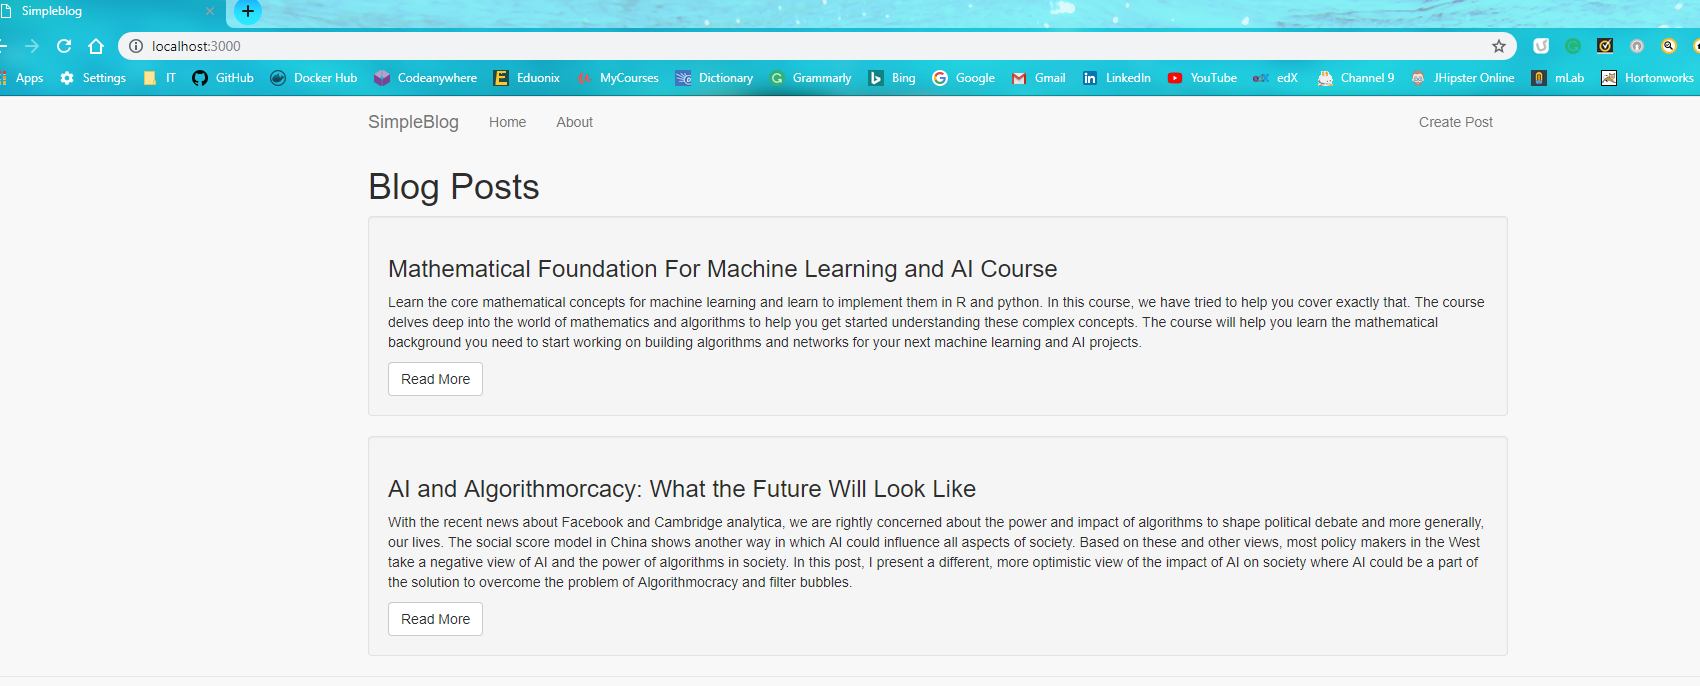 Simpleblog
localhost:3000
Apps Settings IT GitHub Docker Hub Codeanywhere Eduonix MyCourses Dictionary Grammarly Bing Google Gmail LinkedIn YouTube edX Channel 9 JHipster Online mLab Hortonworks
SimpleBlog Home About Create Post
Blog Posts
Mathematical Foundation For Machine Learning and AI Course
Learn the core mathematical concepts for machine learning and learn to implement them in R and python. In this course, we have tried to help you cover exactly that. The course
delves deep into the world of mathematics and algorithms to help you get started understanding these complex concepts. The course will help you learn the mathematical
background you need to start working on building algorithms and networks for your next machine learning and AI projects.
Read More
AI and Algorithmorcacy: What the Future Will Look Like
With the recent news about Facebook and Cambridge analytica, we are rightly concerned about the power and impact of algorithms to shape political debate and more generally,
our lives. The social score model in China shows another way in which AI could influence all aspects of society. Based on these and other views, most policy makers in the West
take a negative view of AI and the power of algorithms in society. In this post, I present a different, more optimistic view of the impact of AI on society where AI could be a part of
the solution to overcome the problem of Algorithmocracy and filter bubbles.
Read More